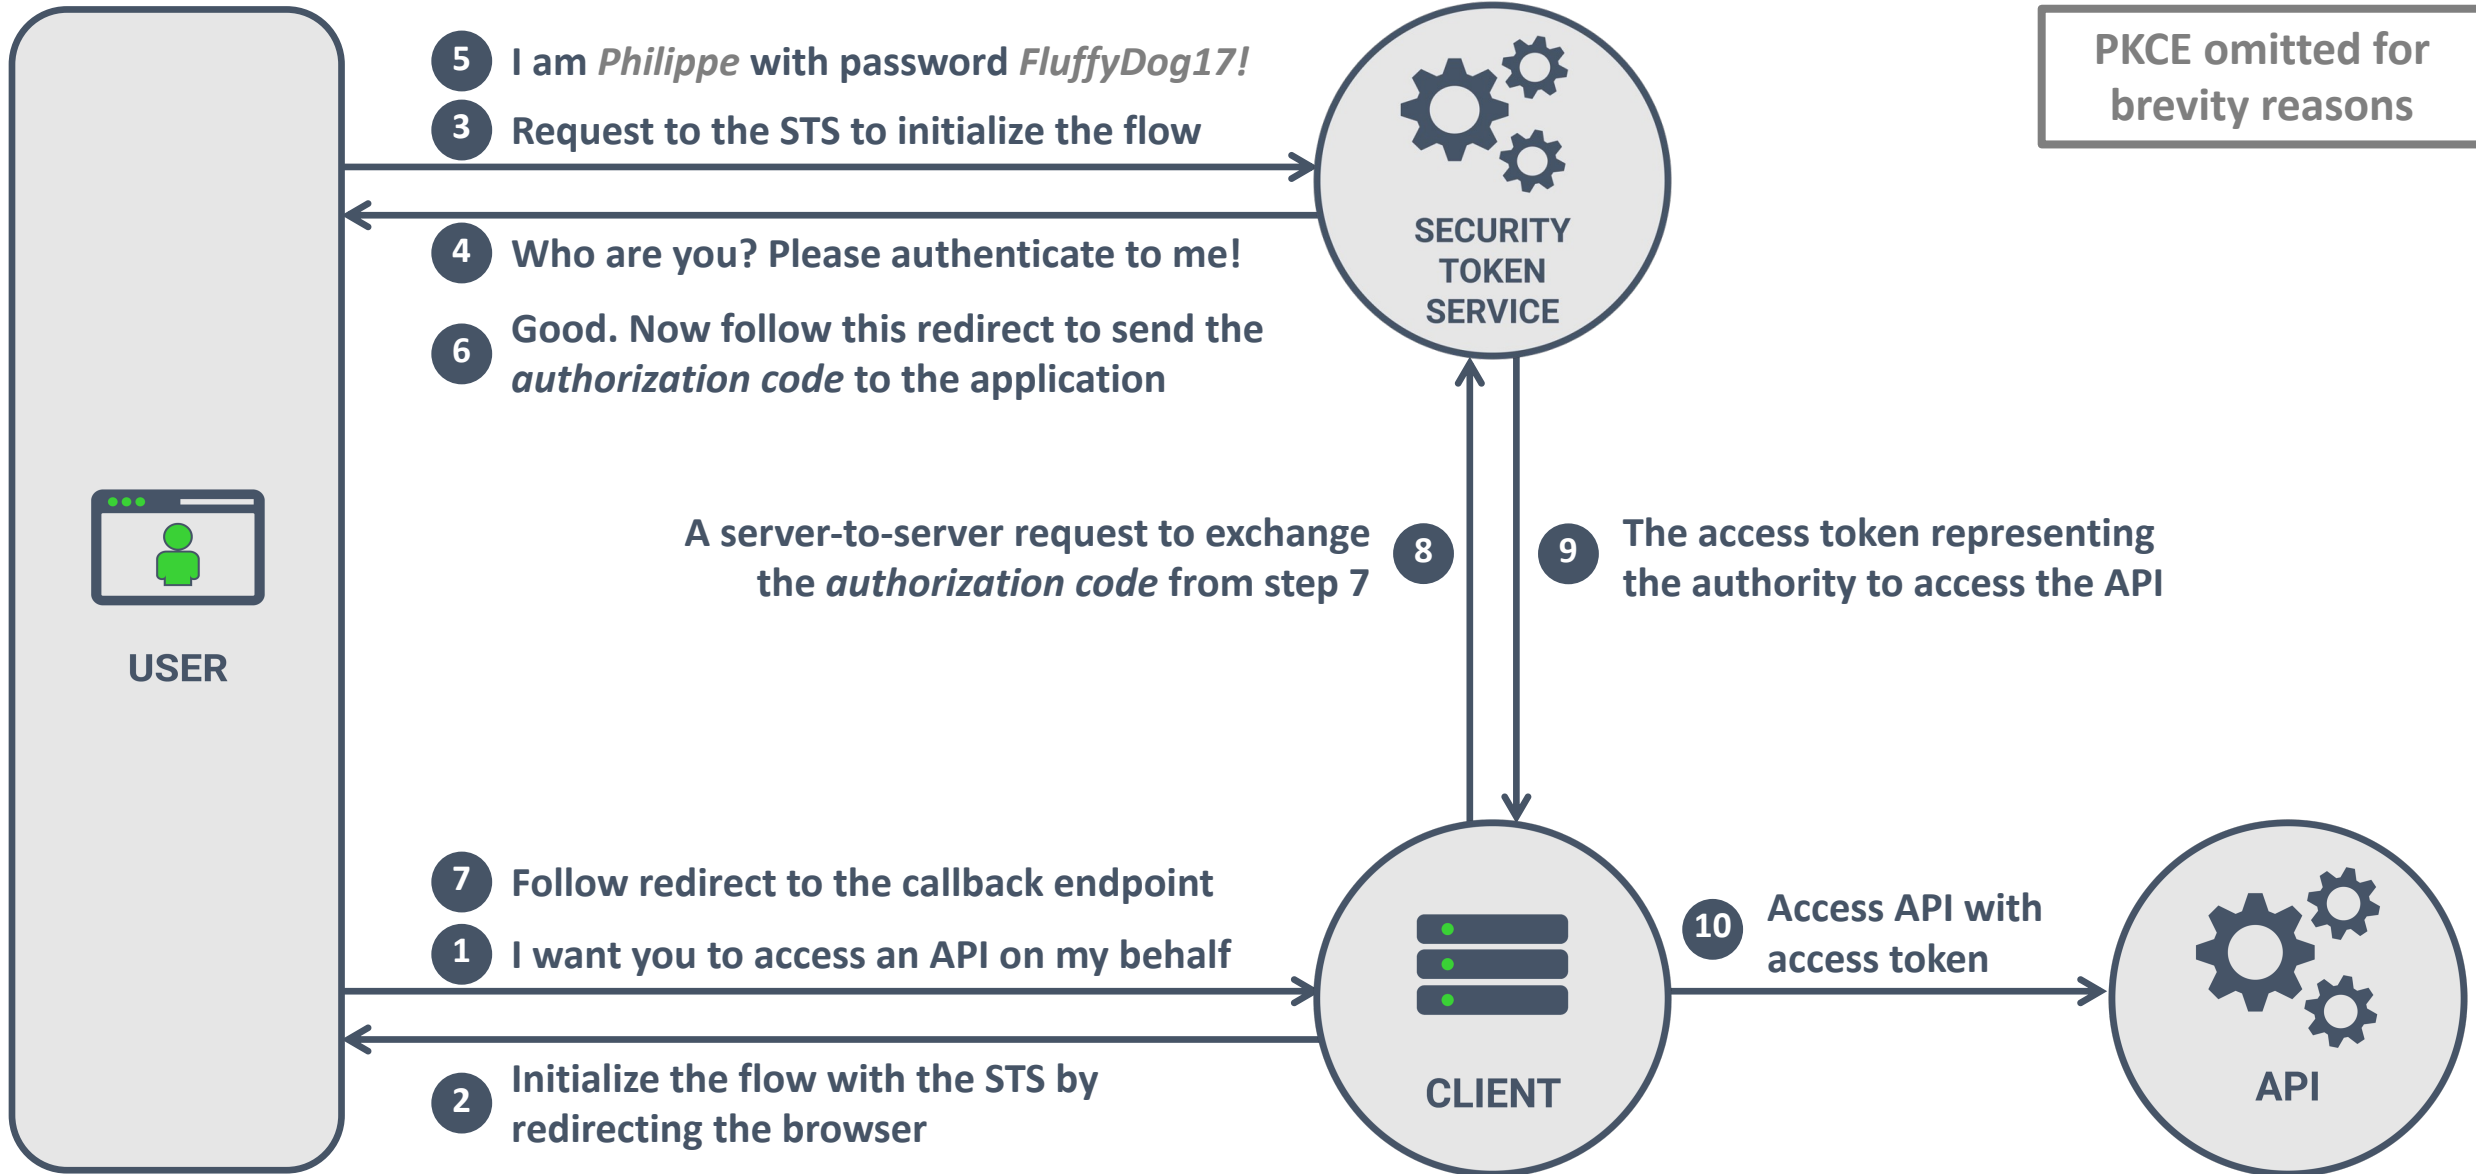 5 I am Philippe with password FluffyDog17!
3 Request to the STS to initialize the flow
4 Who are you? Please authenticate to me!
6 Good. Now follow this redirect to send the
authorization code to the application
SECURITY
TOKEN
SERVICE
PKCE omitted for
brevity reasons
USER
A server-to-server request to exchange
the authorization code from step 7
8
9 The access token representing
the authority to access the API
7 Follow redirect to the callback endpoint
1 I want you to access an API on my behalf
2 Initialize the flow with the STS by
redirecting the browser
CLIENT
10 Access API with
access token
API